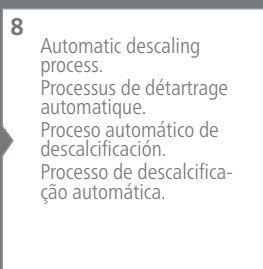 8
Automatic descaling
process.
Processus de détartrage
automatique.
Proceso automático de
descalcificación.
Processo de descalcifica-
ção automática.